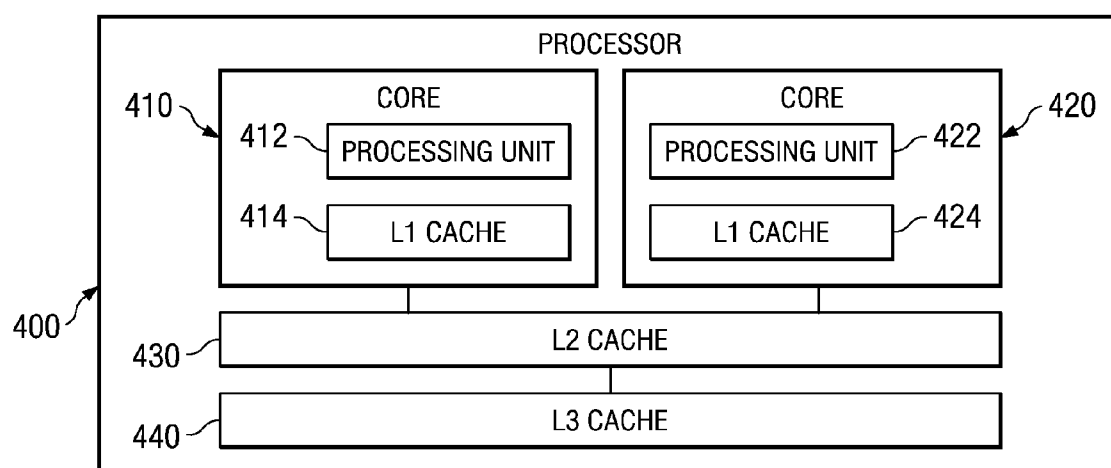 PROCESSOR
410
CORE
CORE
420
412
PROCESSING UNIT
PROCESSING UNIT
422
414
L1 CACHE
L1 CACHE
424
400
430
L2 CACHE
440
L3 CACHE